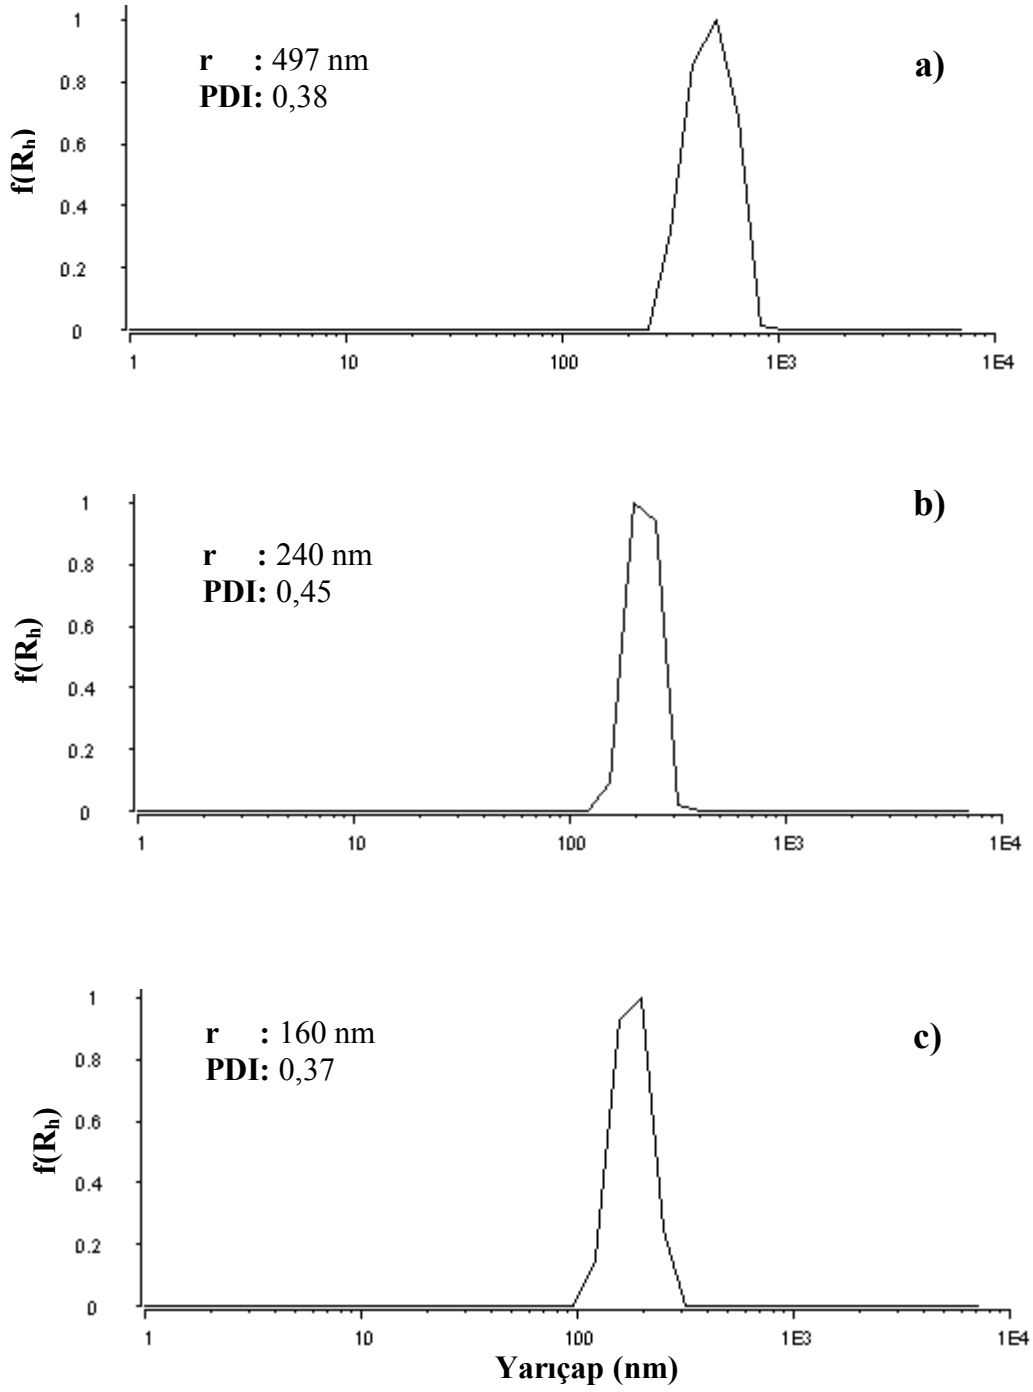 1
r : 497 nm
a)
PDI: 0,38
0.8
0.6
f(Rₕ)
0.4
0.2
0
1 10 100 1E3 1E4
1
b)
r : 240 nm
PDI: 0,45
0.8
0.6
f(Rₕ)
0.4
0.2
0
1 10 100 1E3 1E4
1
r : 160 nm
c)
PDI: 0,37
0.8
0.6
f(Rₕ)
0.4
0.2
0
1 10 100 1E3 1E4
Yarıçap (nm)